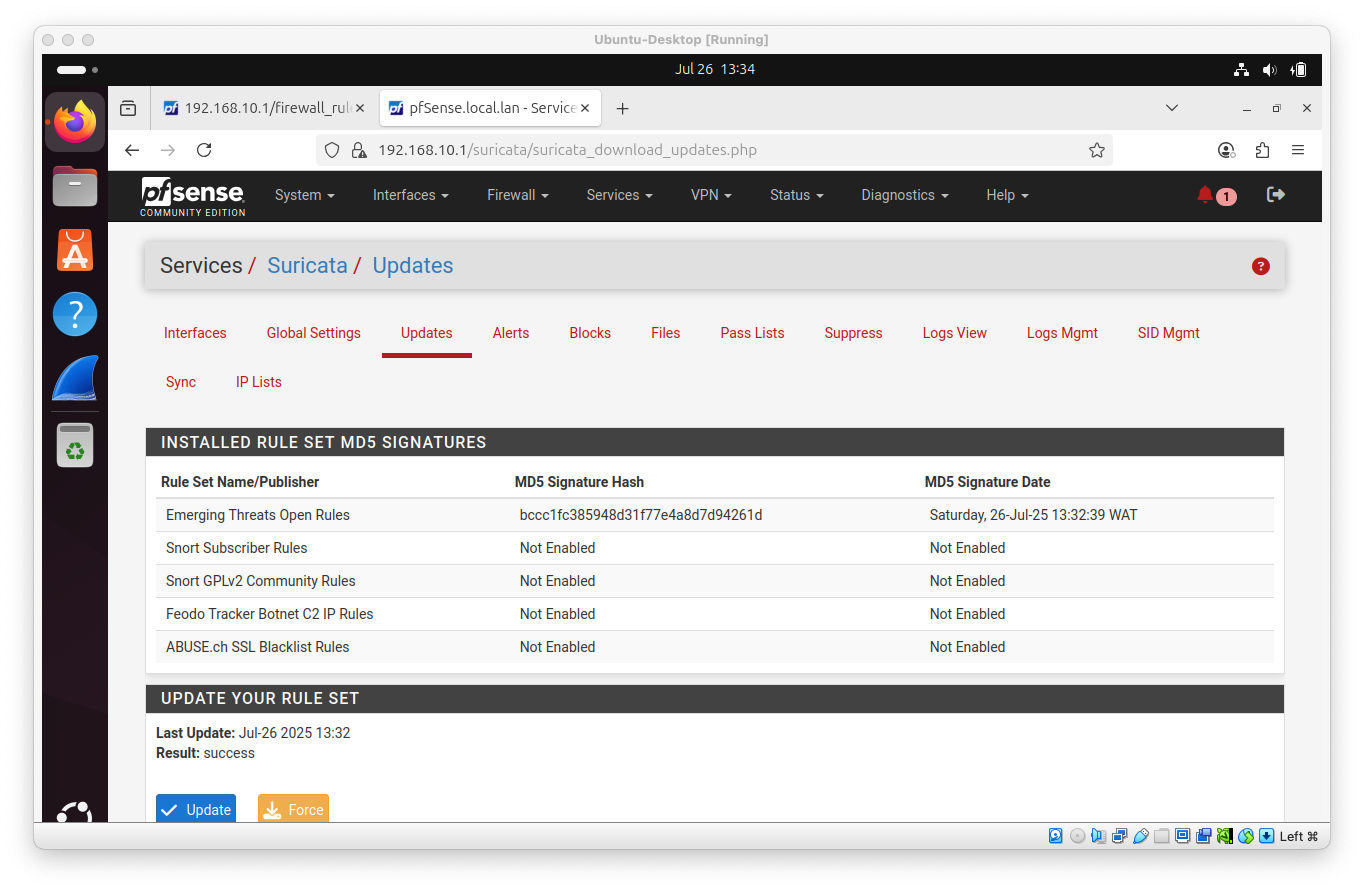 Ubuntu-Desktop [Running]
Jul 26 13:34
192.168.10.1/firewall_rul
pfSense.local.lan - Service
192.168.10.1/suricata/suricata_download_updates.php
pfsense
COMMUNITY EDITION
System
Interfaces
Firewall
Services
VPN
Status
Diagnostics
Help
1
Services / Suricata / Updates
?
Interfaces
Global Settings
Updates
Alerts
Blocks
Files
Pass Lists
Suppress
Logs View
Logs Mgmt
SID Mgmt
Sync
IP Lists
INSTALLED RULE SET MD5 SIGNATURES
Rule Set Name/Publisher MD5 Signature Hash MD5 Signature Date
Emerging Threats Open Rules bccc1fc385948d31f77e4a8d7d94261d Saturday, 26-Jul-25 13:32:39 WAT
Snort Subscriber Rules Not Enabled Not Enabled
Snort GPLv2 Community Rules Not Enabled Not Enabled
Feodo Tracker Botnet C2 IP Rules Not Enabled Not Enabled
ABUSE.ch SSL Blacklist Rules Not Enabled Not Enabled
UPDATE YOUR RULE SET
Last Update: Jul-26 2025 13:32
Result: success
Update
Force
Left ⌘